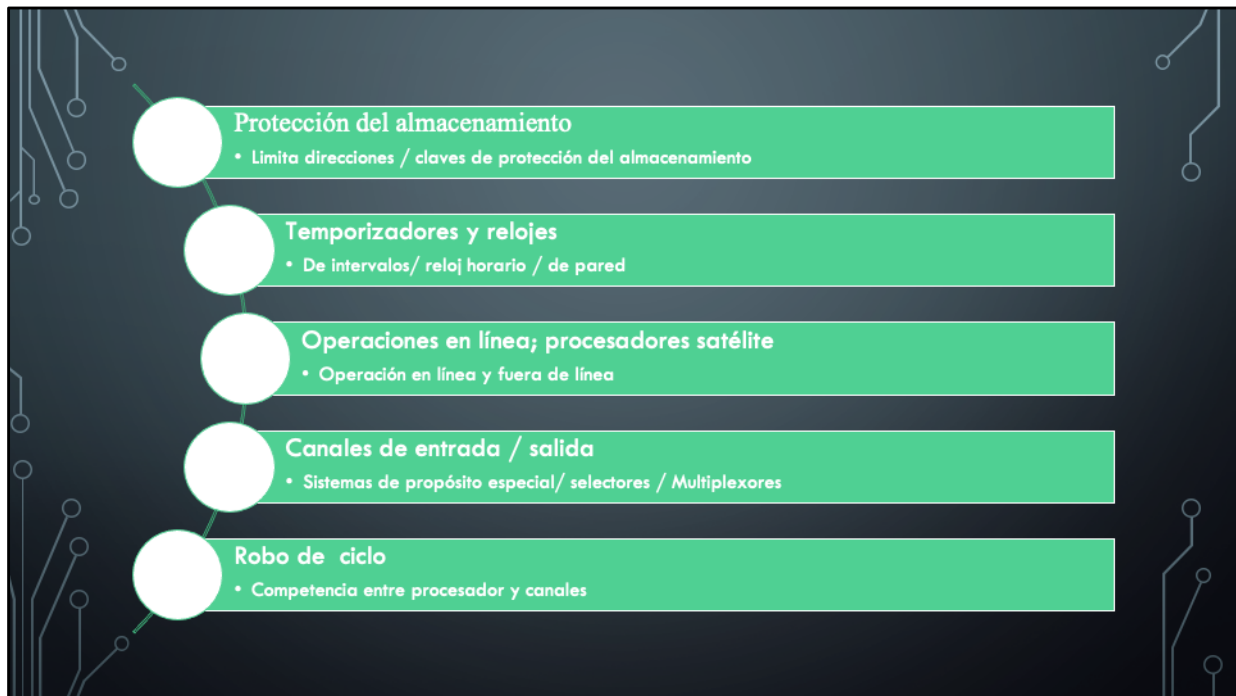 Protección del almacenamiento
• Limita direcciones / claves de protección del almacenamiento
Temporizadores y relojes
• De intervalos/ reloj horario / de pared
Operaciones en línea; procesadores satélite
• Operación en línea y fuera de línea
Canales de entrada / salida
• Sistemas de propósito especial/ selectores / Multiplexores
Robo de ciclo
• Competencia entre procesador y canales